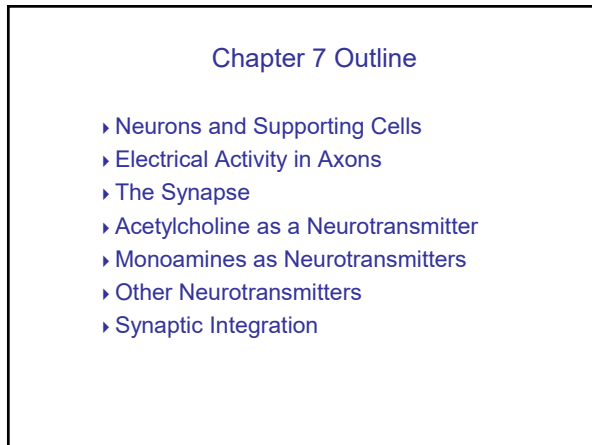 Chapter 7 Outline
Neurons and Supporting Cells
Electrical Activity in Axons
The Synapse
Acetylcholine as a Neurotransmitter
Monoamines as Neurotransmitters
Other Neurotransmitters
Synaptic Integration